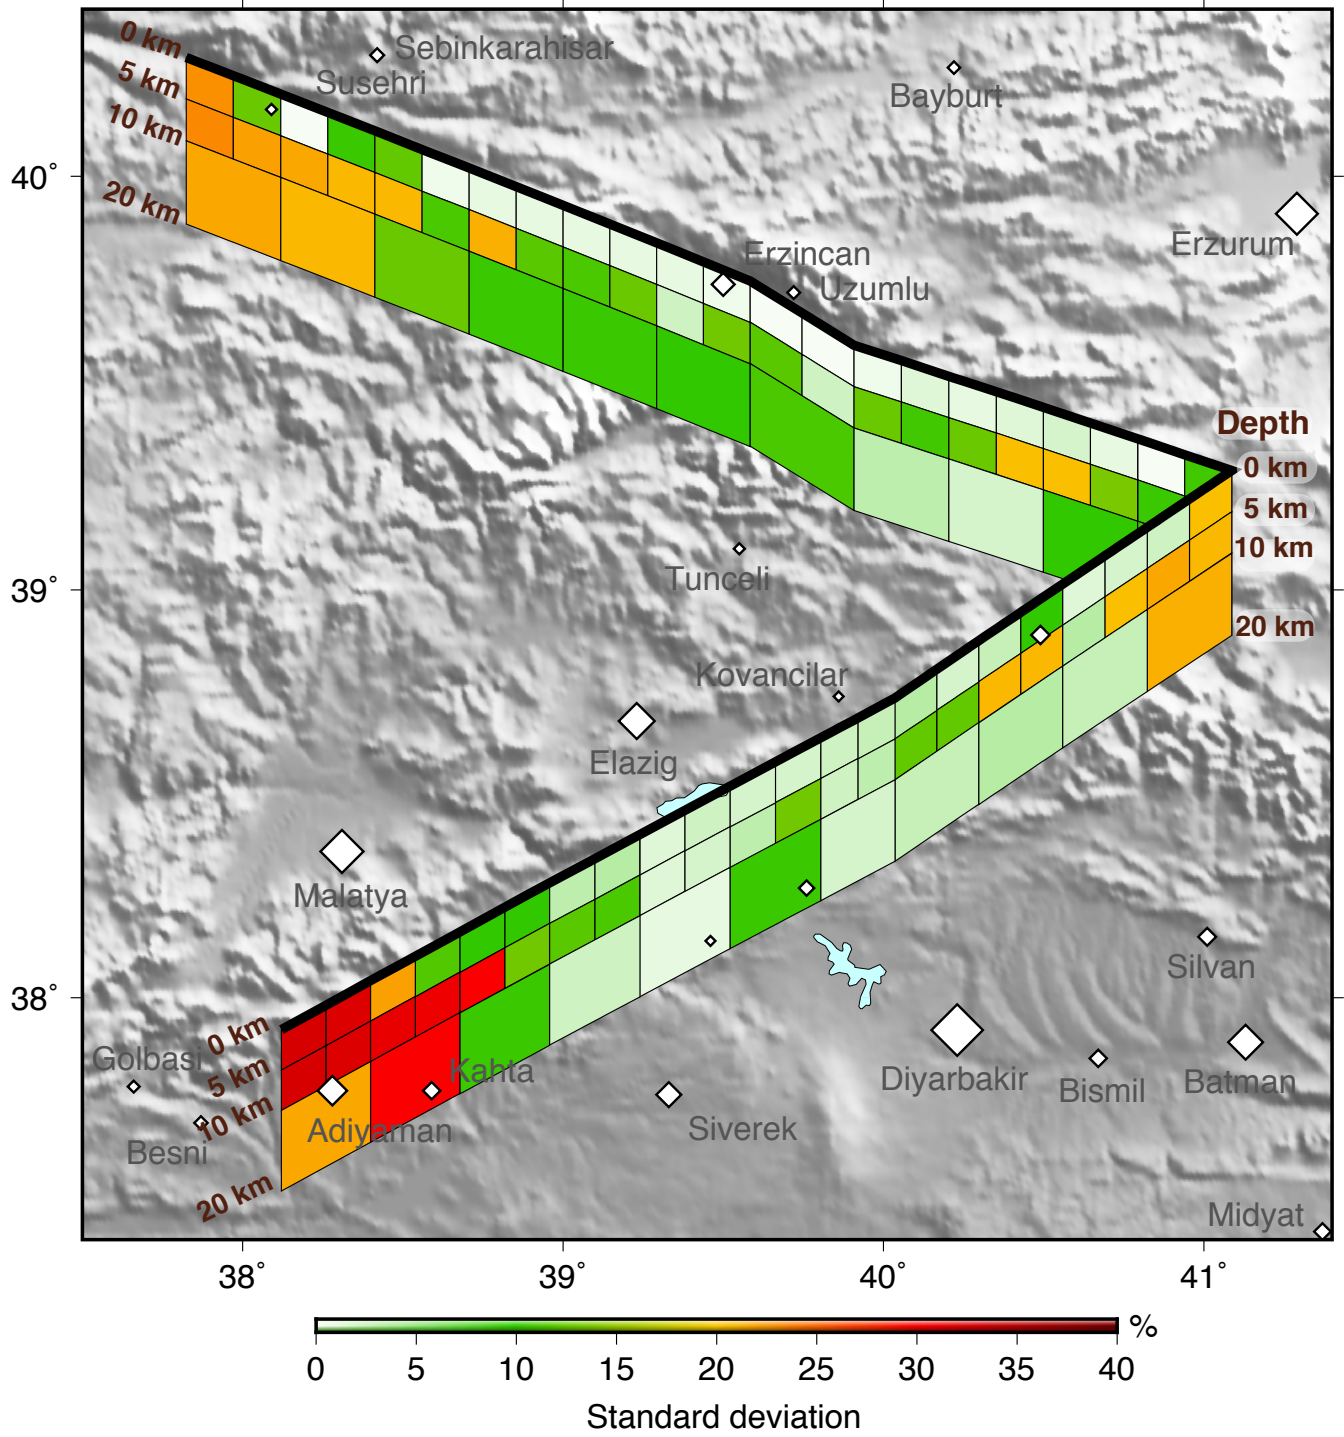 0 km
Sebinkarahisar
5 km
Susehri
Bayburt
10 km
40°
20 km
Erzurum
Erzincan
Uzumlu
Depth
0 km
5 km
10 km
39°
Tunceli
20 km
Kovancilar
Elazig
Malatya
Silvan
38°
0 km
Golbasi
5 km
Kahta
Diyarbakir
Bismil
Batman
10 km
Adiyaman
Siverek
Besni
20 km
Midyat
38° 39° 40° 41°
%
0 5 10 15 20 25 30 35 40
Standard deviation